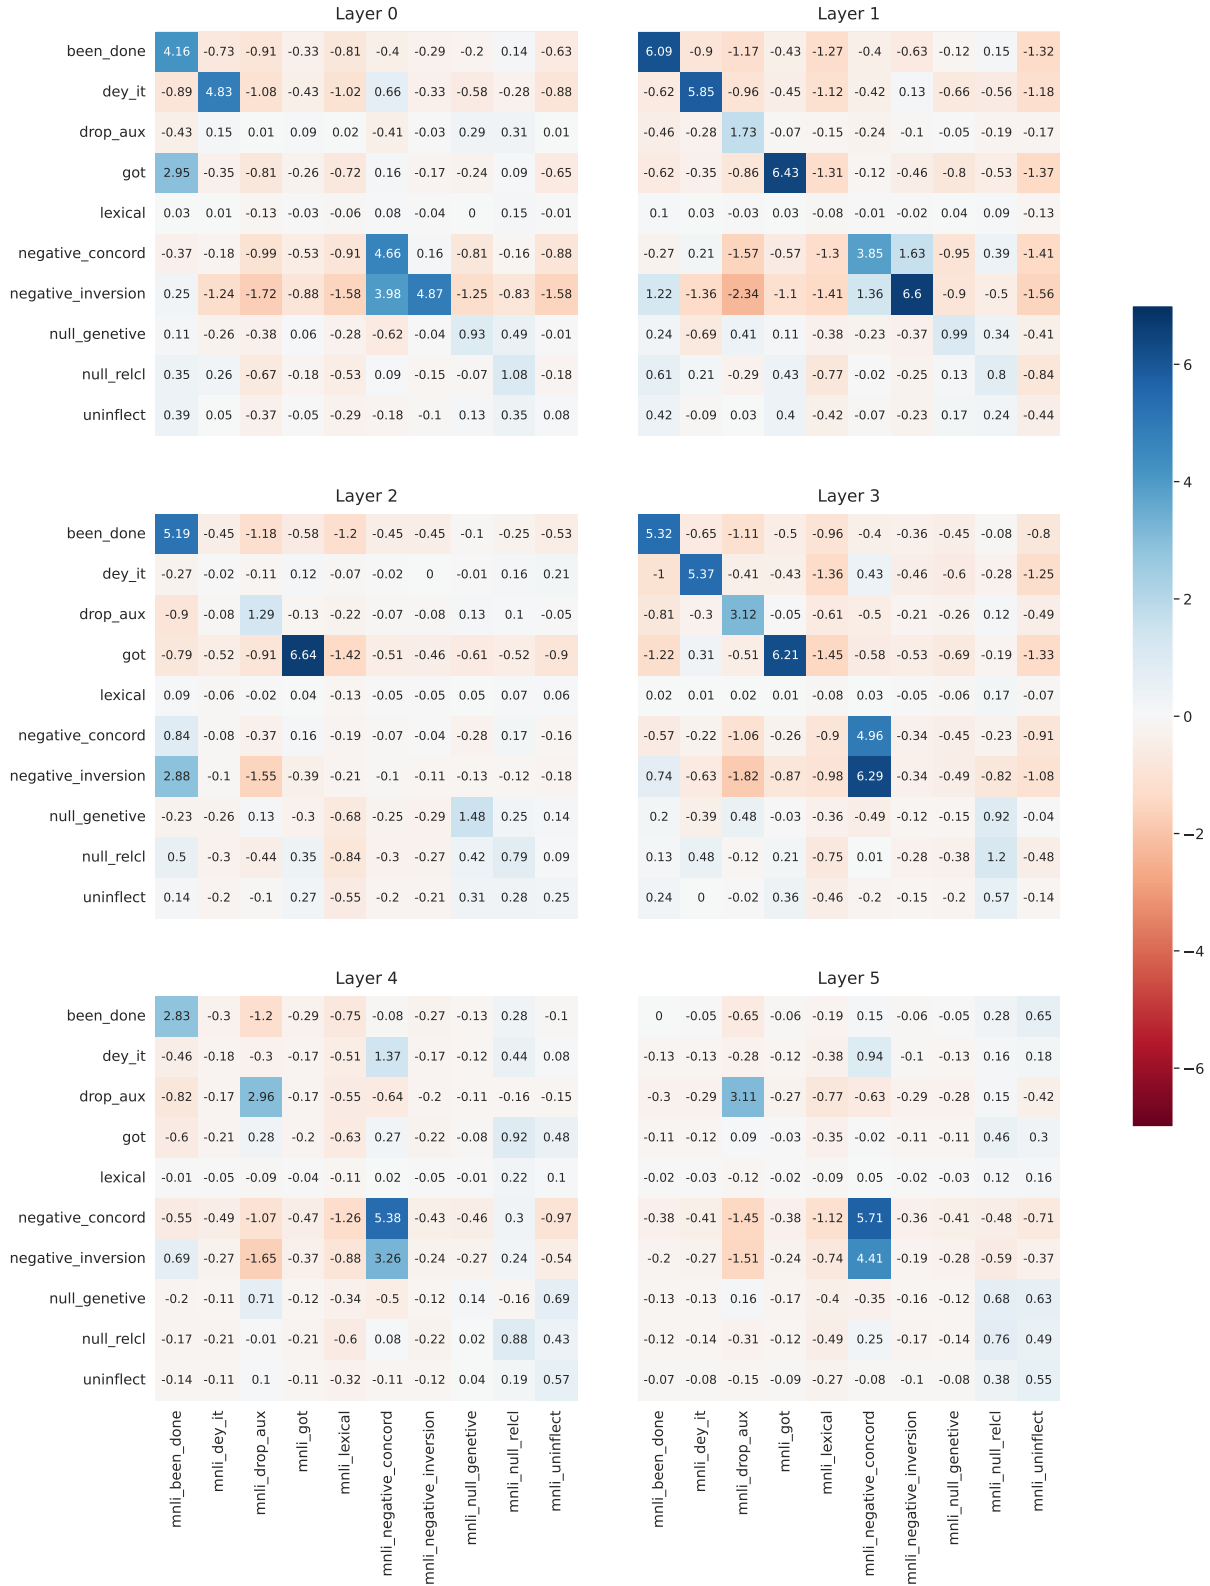 Layer 0
been_done 4.16 -0.73 -0.91 -0.33 -0.81 -0.4 -0.29 -0.2 0.14 -0.63
dey_it -0.89 4.83 -1.08 -0.43 -1.02 0.66 -0.33 -0.58 -0.28 -0.88
drop_aux -0.43 0.15 0.01 0.09 0.02 -0.41 -0.03 0.29 0.31 0.01
got 2.95 -0.35 -0.81 -0.26 -0.72 0.16 -0.17 -0.24 0.09 -0.65
lexical 0.03 0.01 -0.13 -0.03 -0.06 0.08 -0.04 0 0.15 -0.01
negative_concord -0.37 -0.18 -0.99 -0.53 -0.91 4.66 0.16 -0.81 -0.16 -0.88
negative_inversion 0.25 -1.24 -1.72 -0.88 -1.58 3.98 4.87 -1.25 -0.83 -1.58
null_genetive 0.11 -0.26 -0.38 0.06 -0.28 -0.62 -0.04 0.93 0.49 -0.01
null_relcl 0.35 0.26 -0.67 -0.18 -0.53 0.09 -0.15 -0.07 1.08 -0.18
uninflect 0.39 0.05 -0.37 -0.05 -0.29 -0.18 -0.1 0.13 0.35 0.08
Layer 1
6.09 -0.9 -1.17 -0.43 -1.27 -0.4 -0.63 -0.12 0.15 -1.32
-0.62 5.85 -0.96 -0.45 -1.12 -0.42 0.13 -0.66 -0.56 -1.18
-0.46 -0.28 1.73 -0.07 -0.15 -0.24 -0.1 -0.05 -0.19 -0.17
-0.62 -0.35 -0.86 6.43 -1.31 -0.12 -0.46 -0.8 -0.53 -1.37
0.1 0.03 -0.03 0.03 -0.08 -0.01 -0.02 0.04 0.09 -0.13
-0.27 0.21 -1.57 -0.57 -1.3 3.85 1.63 -0.95 0.39 -1.41
1.22 -1.36 -2.34 -1.1 -1.41 1.36 6.6 -0.9 -0.5 -1.56
0.24 -0.69 0.41 0.11 -0.38 -0.23 -0.37 0.99 0.34 -0.41
0.61 0.21 -0.29 0.43 -0.77 -0.02 -0.25 0.13 0.8 -0.84
0.42 -0.09 0.03 0.4 -0.42 -0.07 -0.23 0.17 0.24 -0.44
Layer 2
been_done 5.19 -0.45 -1.18 -0.58 -1.2 -0.45 -0.45 -0.1 -0.25 -0.53
dey_it -0.27 -0.02 -0.11 0.12 -0.07 -0.02 0 -0.01 0.16 0.21
drop_aux -0.9 -0.08 1.29 -0.13 -0.22 -0.07 -0.08 0.13 0.1 -0.05
got -0.79 -0.52 -0.91 6.64 -1.42 -0.51 -0.46 -0.61 -0.52 -0.9
lexical 0.09 -0.06 -0.02 0.04 -0.13 -0.05 -0.05 0.05 0.07 0.06
negative_concord 0.84 -0.08 -0.37 0.16 -0.19 -0.07 -0.04 -0.28 0.17 -0.16
negative_inversion 2.88 -0.1 -1.55 -0.39 -0.21 -0.1 -0.11 -0.13 -0.12 -0.18
null_genetive -0.23 -0.26 0.13 -0.3 -0.68 -0.25 -0.29 1.48 0.25 0.14
null_relcl 0.5 -0.3 -0.44 0.35 -0.84 -0.3 -0.27 0.42 0.79 0.09
uninflect 0.14 -0.2 -0.1 0.27 -0.55 -0.2 -0.21 0.31 0.28 0.25
Layer 3
5.32 -0.65 -1.11 -0.5 -0.96 -0.4 -0.36 -0.45 -0.08 -0.8
-1 5.37 -0.41 -0.43 -1.36 0.43 -0.46 -0.6 -0.28 -1.25
-0.81 -0.3 3.12 -0.05 -0.61 -0.5 -0.21 -0.26 0.12 -0.49
-1.22 0.31 -0.51 6.21 -1.45 -0.58 -0.53 -0.69 -0.19 -1.33
0.02 0.01 0.02 0.01 -0.08 0.03 -0.05 -0.06 0.17 -0.07
-0.57 -0.22 -1.06 -0.26 -0.9 4.96 -0.34 -0.45 -0.23 -0.91
0.74 -0.63 -1.82 -0.87 -0.98 6.29 -0.34 -0.49 -0.82 -1.08
0.2 -0.39 0.48 -0.03 -0.36 -0.49 -0.12 -0.15 0.92 -0.04
0.13 0.48 -0.12 0.21 -0.75 0.01 -0.28 -0.38 1.2 -0.48
0.24 0 -0.02 0.36 -0.46 -0.2 -0.15 -0.2 0.57 -0.14
Layer 4
been_done 2.83 -0.3 -1.2 -0.29 -0.75 -0.08 -0.27 -0.13 0.28 -0.1
dey_it -0.46 -0.18 -0.3 -0.17 -0.51 1.37 -0.17 -0.12 0.44 0.08
drop_aux -0.82 -0.17 2.96 -0.17 -0.55 -0.64 -0.2 -0.11 -0.16 -0.15
got -0.6 -0.21 0.28 -0.2 -0.63 0.27 -0.22 -0.08 0.92 0.48
lexical -0.01 -0.05 -0.09 -0.04 -0.11 0.02 -0.05 -0.01 0.22 0.1
negative_concord -0.55 -0.49 -1.07 -0.47 -1.26 5.38 -0.43 -0.46 0.3 -0.97
negative_inversion 0.69 -0.27 -1.65 -0.37 -0.88 3.26 -0.24 -0.27 0.24 -0.54
null_genetive -0.2 -0.11 0.71 -0.12 -0.34 -0.5 -0.12 0.14 -0.16 0.69
null_relcl -0.17 -0.21 -0.01 -0.21 -0.6 0.08 -0.22 0.02 0.88 0.43
uninflect -0.14 -0.11 0.1 -0.11 -0.32 -0.11 -0.12 0.04 0.19 0.57
mnli_been_done
mnli_dey_it
mnli_drop_aux
mnli_got
mnli_lexical
mnli_negative_concord
mnli_negative_inversion
mnli_null_genetive
mnli_null_relcl
mnli_uninflect
Layer 5
0 -0.05 -0.65 -0.06 -0.19 0.15 -0.06 -0.05 0.28 0.65
-0.13 -0.13 -0.28 -0.12 -0.38 0.94 -0.1 -0.13 0.16 0.18
-0.3 -0.29 3.11 -0.27 -0.77 -0.63 -0.29 -0.28 0.15 -0.42
-0.11 -0.12 0.09 -0.03 -0.35 -0.02 -0.11 -0.11 0.46 0.3
-0.02 -0.03 -0.12 -0.02 -0.09 0.05 -0.02 -0.03 0.12 0.16
-0.38 -0.41 -1.45 -0.38 -1.12 5.71 -0.36 -0.41 -0.48 -0.71
-0.2 -0.27 -1.51 -0.24 -0.74 4.41 -0.19 -0.28 -0.59 -0.37
-0.13 -0.13 0.16 -0.17 -0.4 -0.35 -0.16 -0.12 0.68 0.63
-0.12 -0.14 -0.31 -0.12 -0.49 0.25 -0.17 -0.14 0.76 0.49
-0.07 -0.08 -0.15 -0.09 -0.27 -0.08 -0.1 -0.08 0.38 0.55
mnli_been_done
mnli_dey_it
mnli_drop_aux
mnli_got
mnli_lexical
mnli_negative_concord
mnli_negative_inversion
mnli_null_genetive
mnli_null_relcl
mnli_uninflect
6
4
2
0
−2
−4
−6